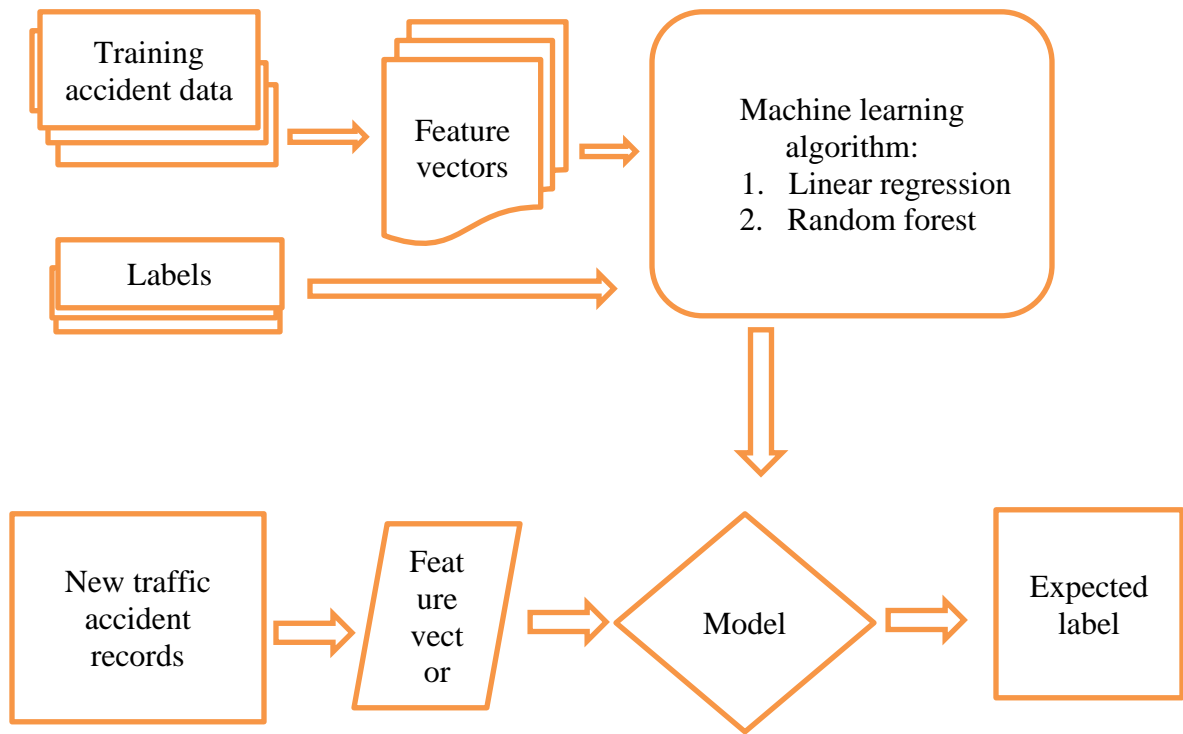 Training
accident data
Feature
vectors
Machine learning
algorithm:
1. Linear regression
2. Random forest
Labels
New traffic
accident
records
Feat
ure
vect
or
Model
Expected
label